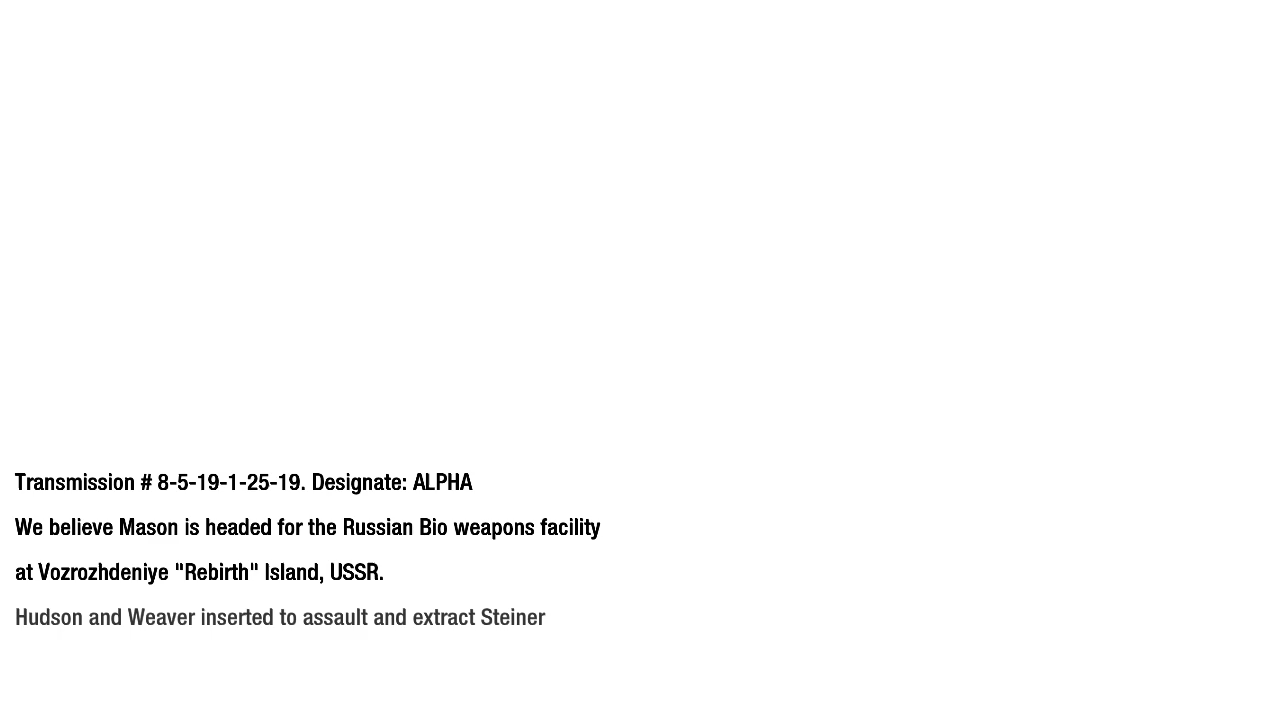 Transmission # 8-5-19-1-25-19. Designate: ALPHA
We believe Mason is headed for the Russian Bio weapons facility
at Vozrozhdeniye "Rebirth" Island, USSR.
Hudson and Weaver inserted to assault and extract Steiner